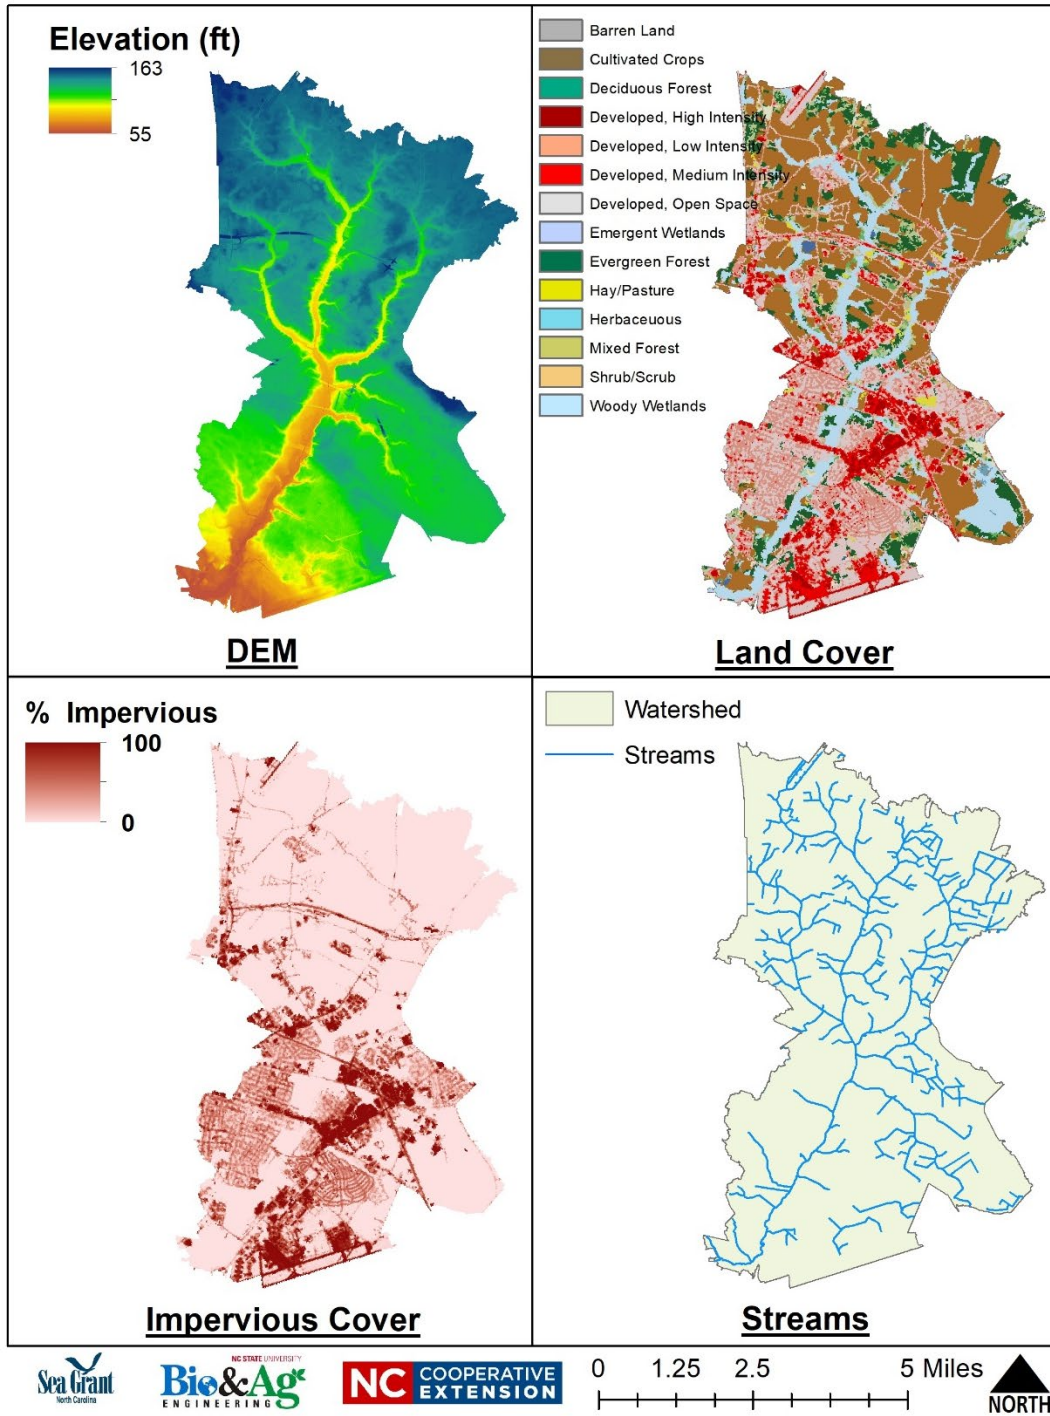 Elevation (ft)
163
55
DEM
Barren Land
Cultivated Crops
Deciduous Forest
Developed, High Intensity
Developed, Low Intensity
Developed, Medium Intensity
Developed, Open Space
Emergent Wetlands
Evergreen Forest
Hay/Pasture
Herbaceuous
Mixed Forest
Shrub/Scrub
Woody Wetlands
Land Cover
% Impervious
100
0
Impervious Cover
Watershed
Streams
Streams
Sea Grant
North Carolina
NC STATE UNIVERSITY
Bio&Ag
ENGINEERING
NC COOPERATIVE
EXTENSION
0 1.25 2.5 5 Miles
NORTH